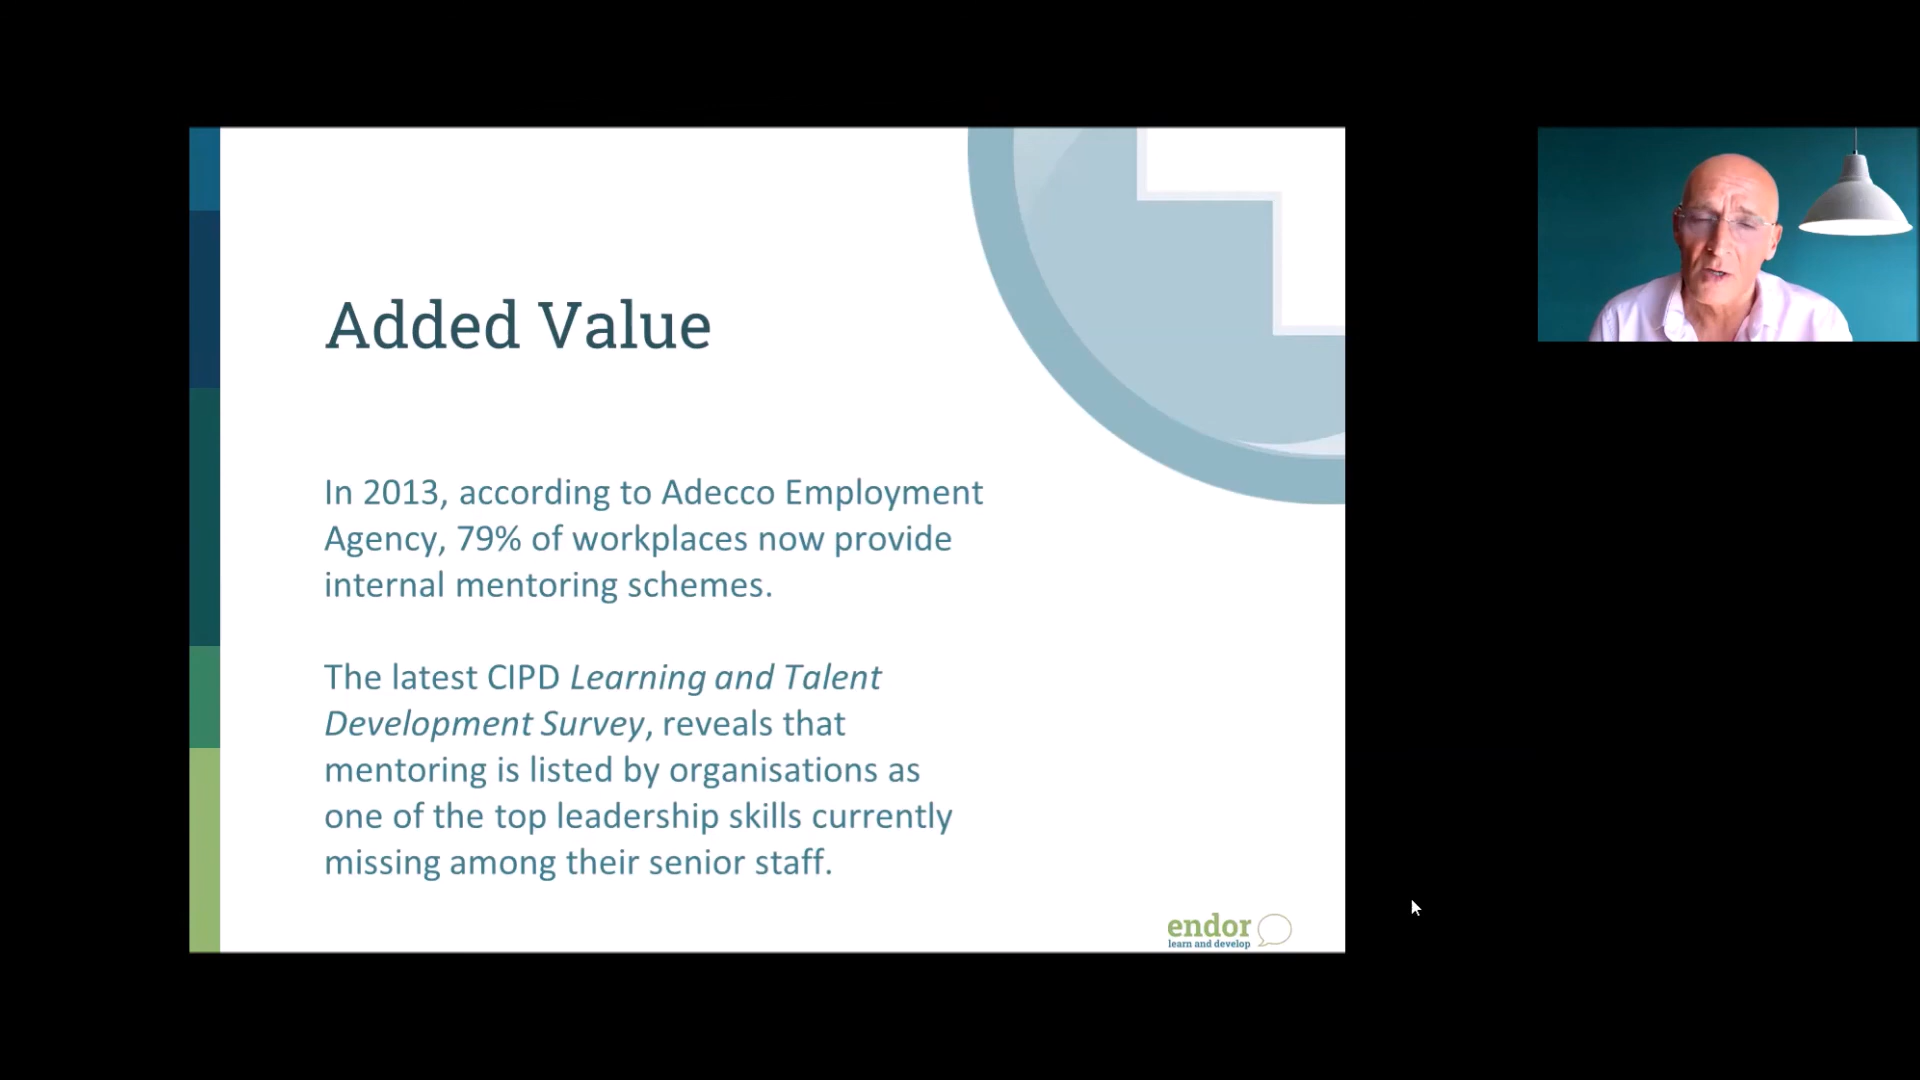 Added Value
In 2013, according to Adecco Employment
Agency, 79% of workplaces now provide
internal mentoring schemes.
The latest CIPD Learning and Talent
Development Survey, reveals that
mentoring is listed by organisations as
one of the top leadership skills currently
missing among their senior staff.
endor
learn and develop